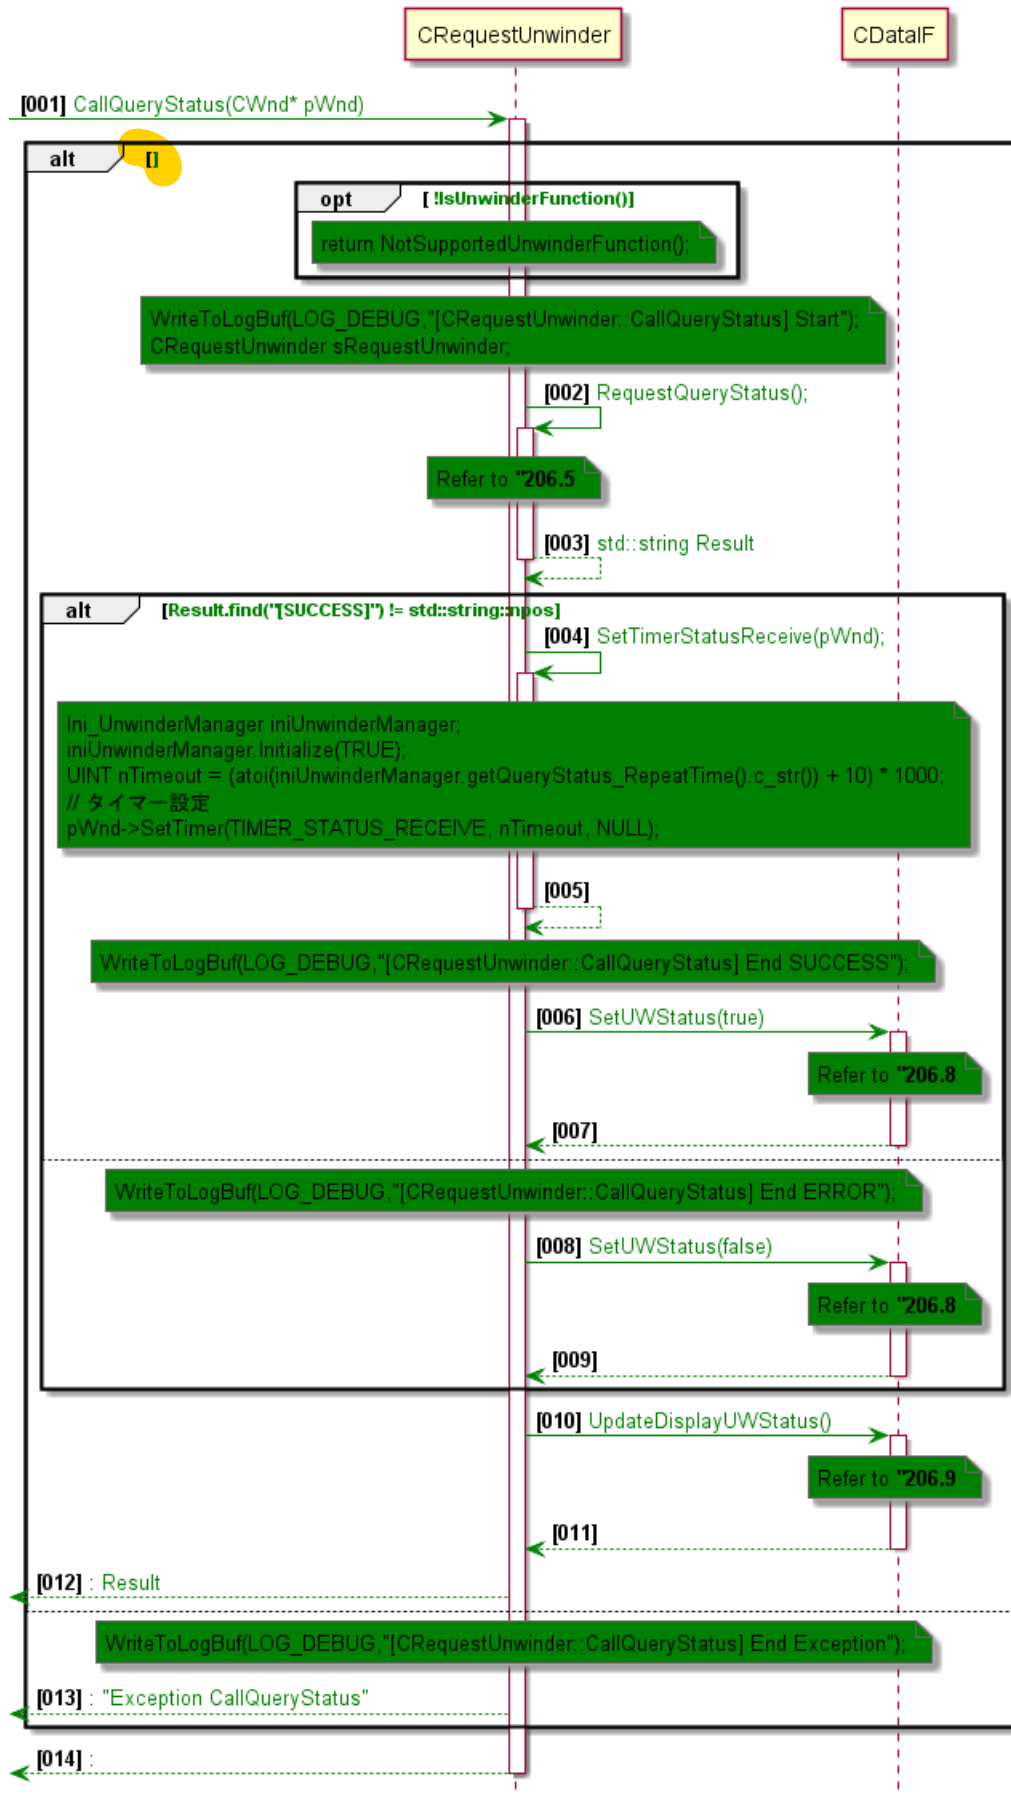 CRequestUnwinder
CDataIF
[001] CallQueryStatus(CWnd* pWnd)
alt
[]
opt
[ !IsUnwinderFunction()]
return NotSupportedUnwinderFunction();
WriteToLogBuf(LOG_DEBUG,"[CRequestUnwinder::CallQueryStatus] Start");
CRequestUnwinder sRequestUnwinder;
[002] RequestQueryStatus();
Refer to "206.5
[003] std::string Result
alt
[Result.find("[SUCCESS]") != std::string::npos]
[004] SetTimerStatusReceive(pWnd);
Ini_UnwinderManager iniUnwinderManager;
iniUnwinderManager.Initialize(TRUE);
UINT nTimeout = (atoi(iniUnwinderManager.getQueryStatus_RepeatTime().c_str()) + 10) * 1000;
// タイマー設定
pWnd->SetTimer(TIMER_STATUS_RECEIVE, nTimeout, NULL);
[005]
WriteToLogBuf(LOG_DEBUG,"[CRequestUnwinder::CallQueryStatus] End SUCCESS");
[006] SetUWStatus(true)
Refer to "206.8
[007]
WriteToLogBuf(LOG_DEBUG,"[CRequestUnwinder::CallQueryStatus] End ERROR");
[008] SetUWStatus(false)
Refer to "206.8
[009]
[010] UpdateDisplayUWStatus()
Refer to "206.9
[011]
[012] : Result
WriteToLogBuf(LOG_DEBUG,"[CRequestUnwinder::CallQueryStatus] End Exception");
[013] : "Exception CallQueryStatus"
[014] :